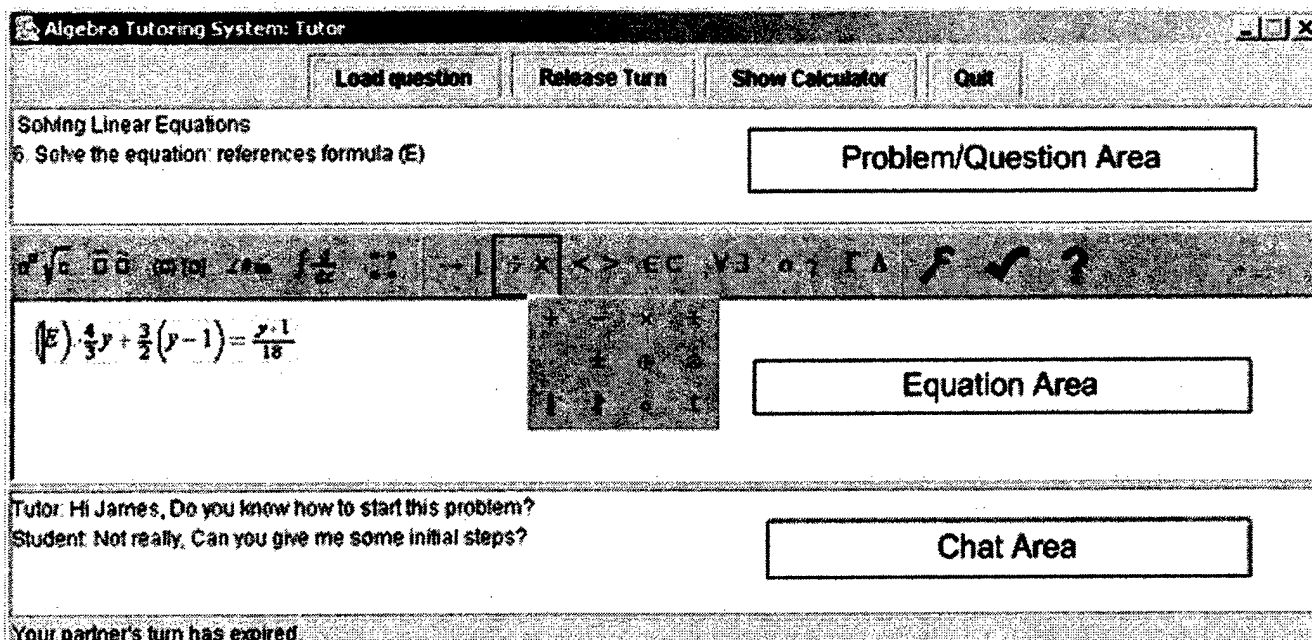 Algebra Tutoring System: Tutor
Load question Release Turn Show Calculator Quit
Solving Linear Equations
6. Solve the equation: references formula (E)
Problem/Question Area
(E). 4/3 y + 3/2 (y − 1) = y+1/18
Equation Area
Tutor: Hi James, Do you know how to start this problem?
Student: Not really, Can you give me some initial steps?
Chat Area
Your partner's turn has expired.